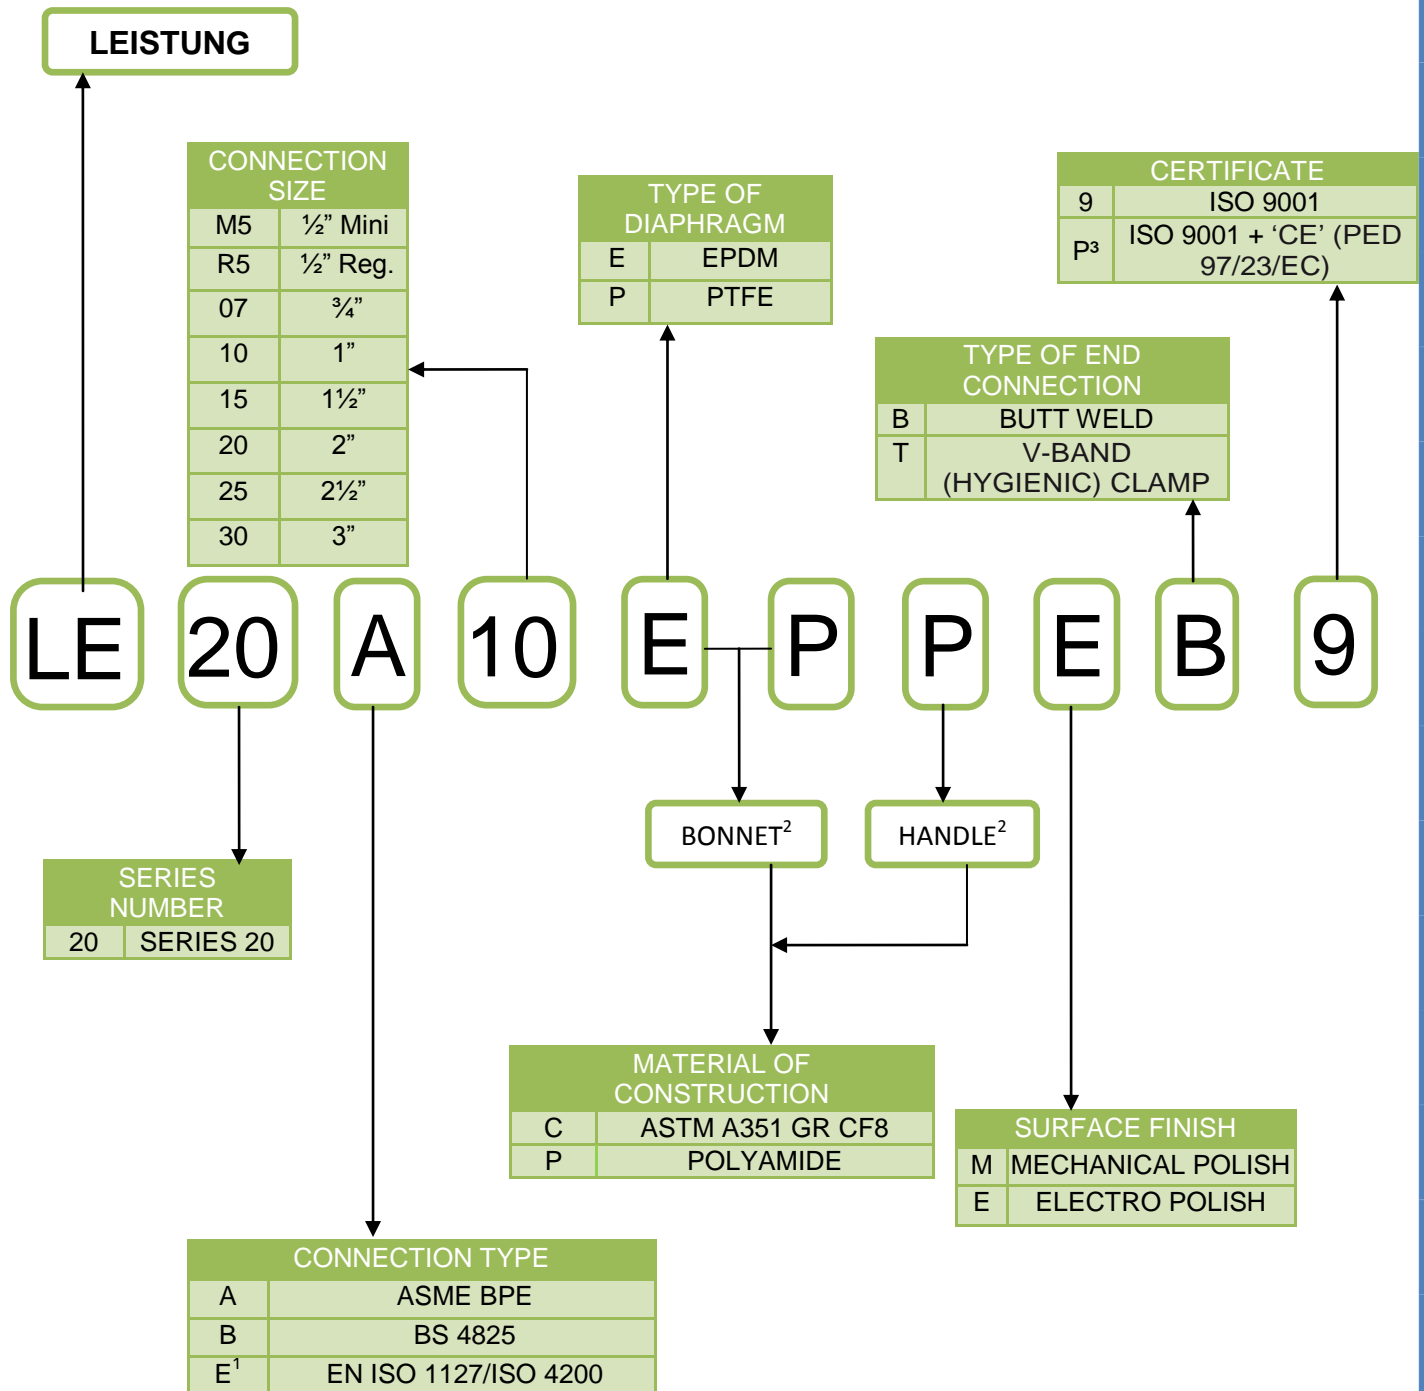 LEISTUNG
CONNECTION
SIZE
M5 ½” Mini
R5 ½” Reg.
07 ¾”
10 1”
15 1½”
20 2”
25 2½”
30 3”
TYPE OF
DIAPHRAGM
E EPDM
P PTFE
CERTIFICATE
9 ISO 9001
P³ ISO 9001 + ‘CE’ (PED
97/23/EC)
TYPE OF END
CONNECTION
B BUTT WELD
T V-BAND
(HYGIENIC) CLAMP
LE 20 A 10 E P P E B 9
BONNET²
HANDLE²
SERIES
NUMBER
20 SERIES 20
MATERIAL OF
CONSTRUCTION
C ASTM A351 GR CF8
P POLYAMIDE
SURFACE FINISH
M MECHANICAL POLISH
E ELECTRO POLISH
CONNECTION TYPE
A ASME BPE
B BS 4825
E¹ EN ISO 1127/ISO 4200